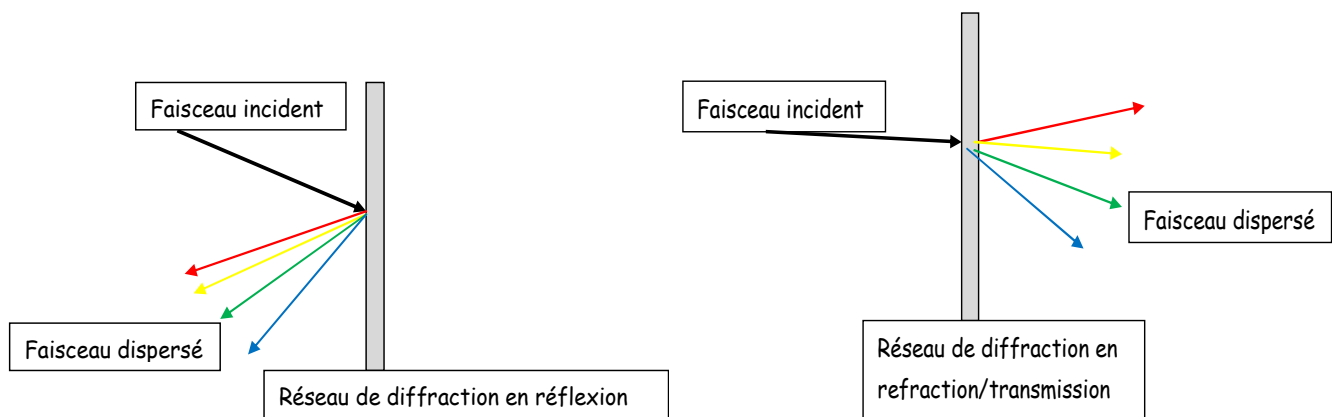 Faisceau incident
Faisceau dispersé
Réseau de diffraction en réflexion
Faisceau incident
Faisceau dispersé
Réseau de diffraction en
refraction/transmission